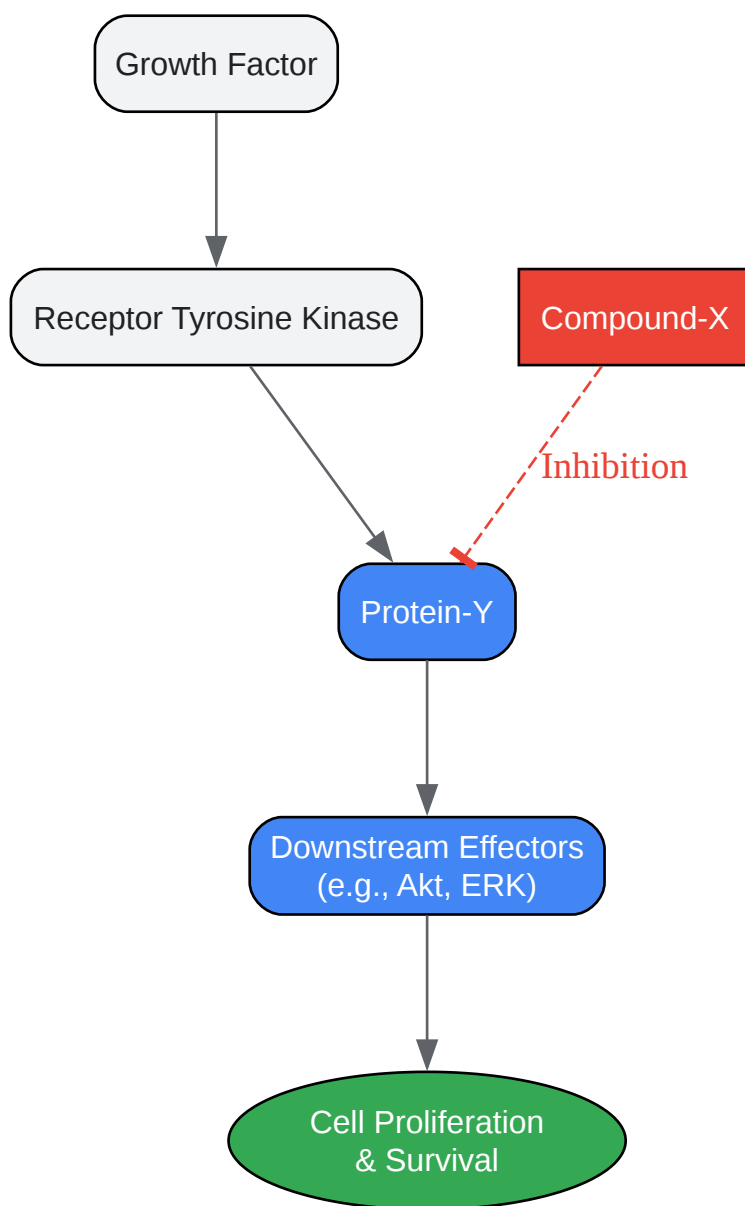 Growth Factor
Receptor Tyrosine Kinase
Compound-X
Inhibition
Protein-Y
Downstream Effectors
(e.g., Akt, ERK)
Cell Proliferation
& Survival